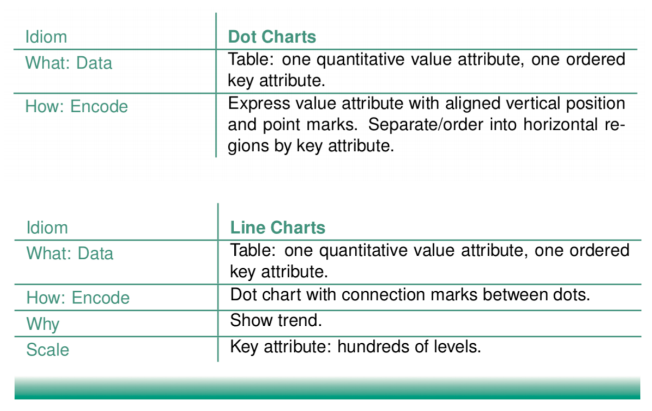 Idiom Dot Charts
What: Data Table: one quantitative value attribute, one ordered
key attribute.
How: Encode Express value attribute with aligned vertical position
and point marks. Separate/order into horizontal re-
gions by key attribute.
Idiom Line Charts
What: Data Table: one quantitative value attribute, one ordered
key attribute.
How: Encode Dot chart with connection marks between dots.
Why Show trend.
Scale Key attribute: hundreds of levels.